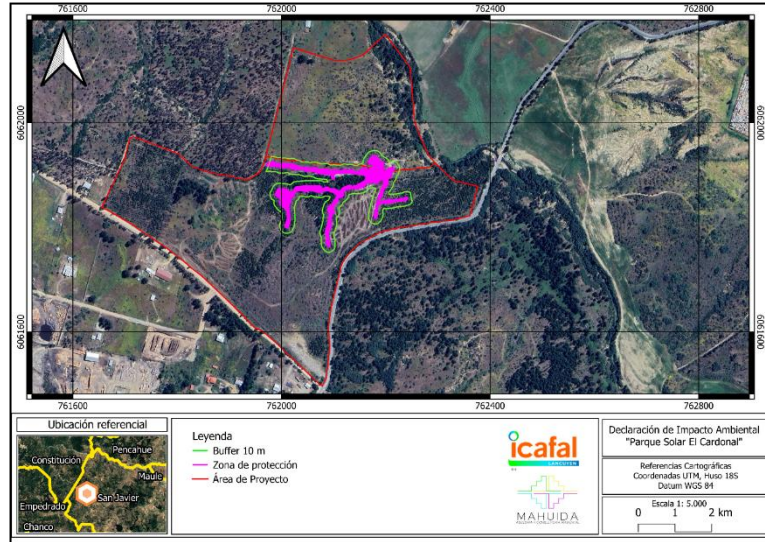 761600
762000
762400
762800
6062000
6062000
6061600
6061600
761600
762000
762400
762800
Ubicación referencial
Pencahue
Constitución
Maule
San Javier
Empedrado
Chanco
Leyenda
Buffer 10 m
Zona de protección
Área de Proyecto
icafal
MAHUIDA
Declaración de Impacto Ambiental
"Parque Solar El Cardonal"
Referencias Cartográficas
Coordenadas UTM, Huso 18S
Datum WGS 84
Escala 1: 5.000
0 1 2 km